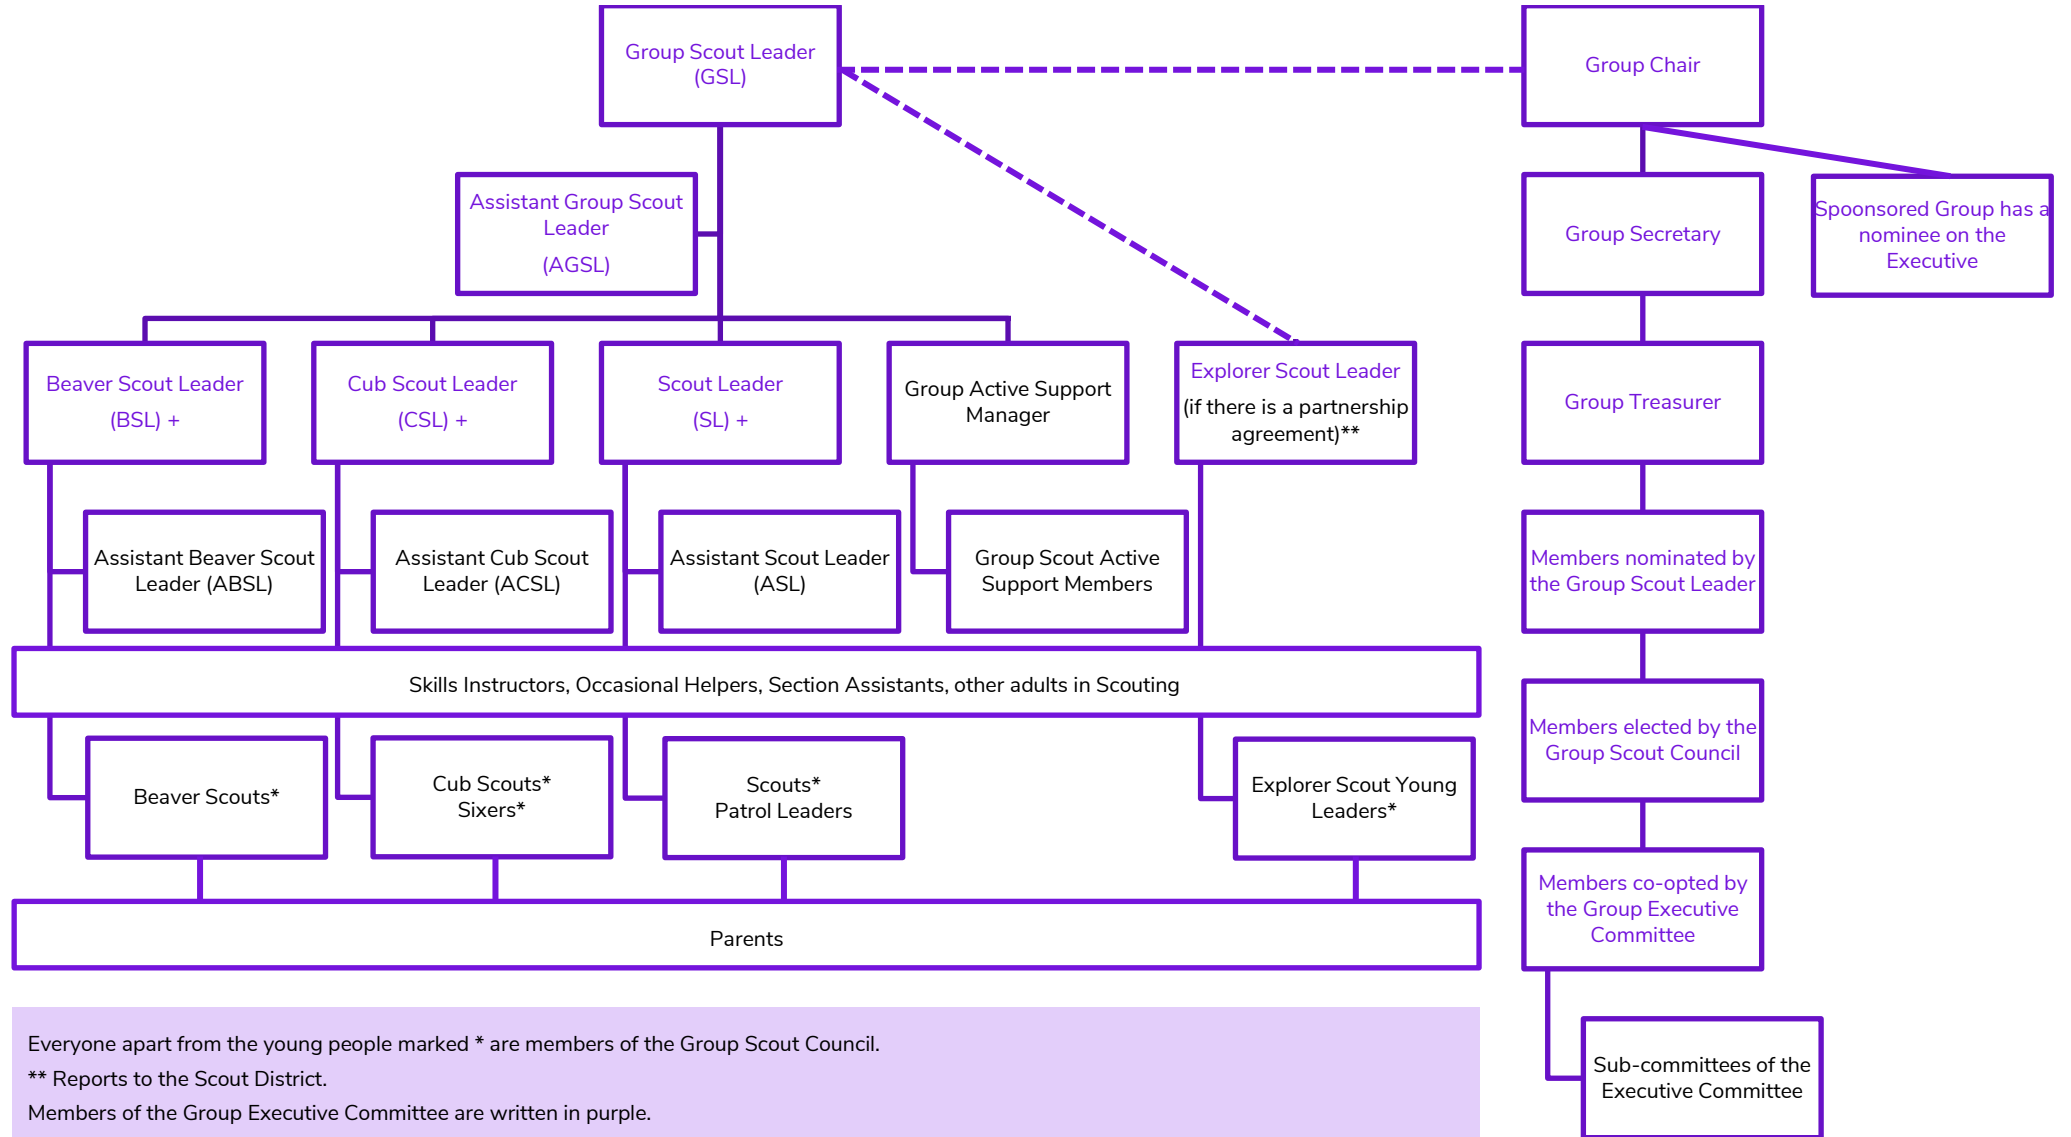 Group Scout Leader
(GSL)
Group Chair
Assistant Group Scout
Leader
(AGSL)
Group Secretary
Spoonsored Group has a
nominee on the
Executive
Beaver Scout Leader
(BSL) +
Cub Scout Leader
(CSL) +
Scout Leader
(SL) +
Group Active Support
Manager
Explorer Scout Leader
(if there is a partnership
agreement)**
Group Treasurer
Assistant Beaver Scout
Leader (ABSL)
Assistant Cub Scout
Leader (ACSL)
Assistant Scout Leader
(ASL)
Group Scout Active
Support Members
Members nominated by
the Group Scout Leader
Skills Instructors, Occasional Helpers, Section Assistants, other adults in Scouting
Members elected by the
Group Scout Council
Beaver Scouts*
Cub Scouts*
Sixers*
Scouts*
Patrol Leaders
Explorer Scout Young
Leaders*
Members co-opted by
the Group Executive
Committee
Parents
Sub-committees of the
Executive Committee
Everyone apart from the young people marked * are members of the Group Scout Council.
** Reports to the Scout District.
Members of the Group Executive Committee are written in purple.